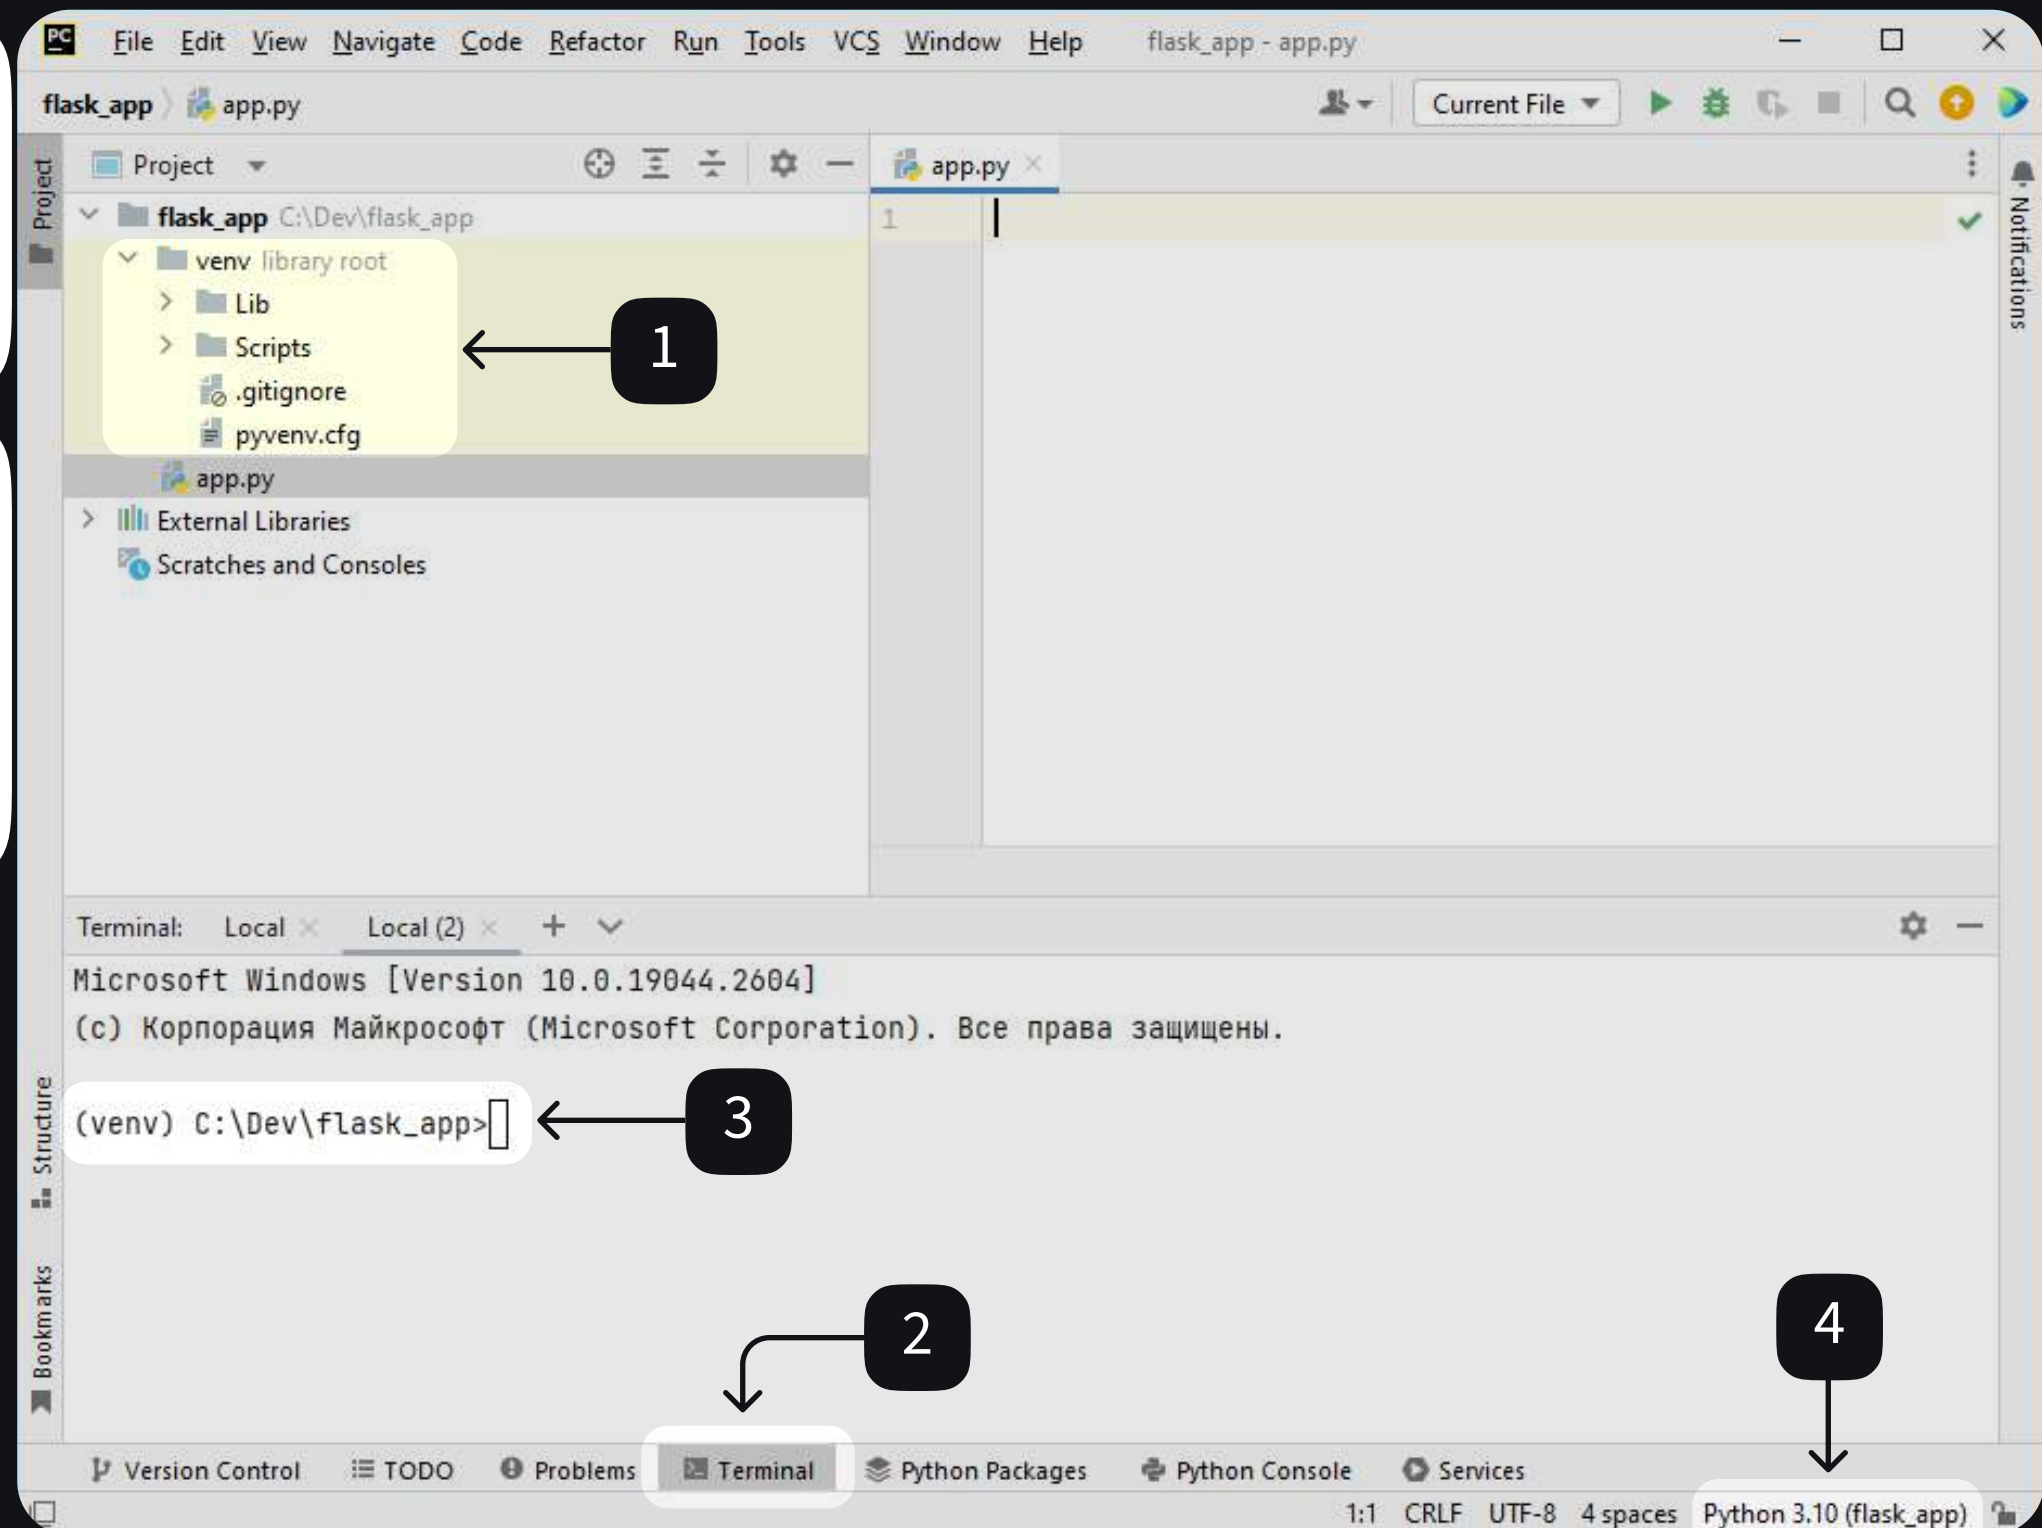 PC File Edit View Navigate Code Refactor Run Tools VCS Window Help flask_app - app.py
flask_app app.py Current File
Project
Project
app.py
flask_app C:\Dev\flask_app
venv library root
Lib
Scripts
.gitignore
pyvenv.cfg
app.py
External Libraries
Scratches and Consoles
1
1
Notifications
Terminal: Local Local (2)
Microsoft Windows [Version 10.0.19044.2604]
(c) Корпорация Майкрософт (Microsoft Corporation). Все права защищены.
(venv) C:\Dev\flask_app>
3
Structure
Bookmarks
2
4
Version Control TODO Problems Terminal Python Packages Python Console Services
1:1 CRLF UTF-8 4 spaces Python 3.10 (flask_app)